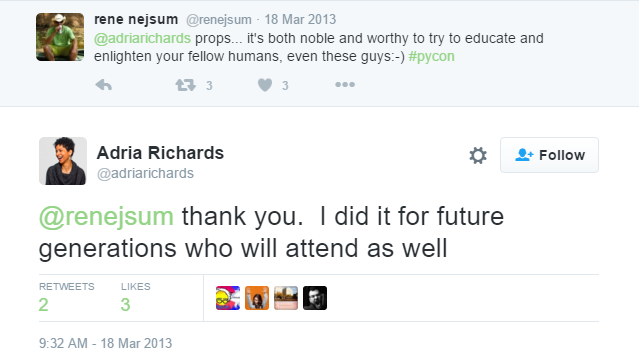 rene nejsum @renejsum · 18 Mar 2013
@adriarichards props... it's both noble and worthy to try to educate and
enlighten your fellow humans, even these guys:-) #pycon
3 3
Adria Richards
@adriarichards
Follow
@renejsum thank you. I did it for future
generations who will attend as well
RETWEETS LIKES
2 3
9:32 AM - 18 Mar 2013